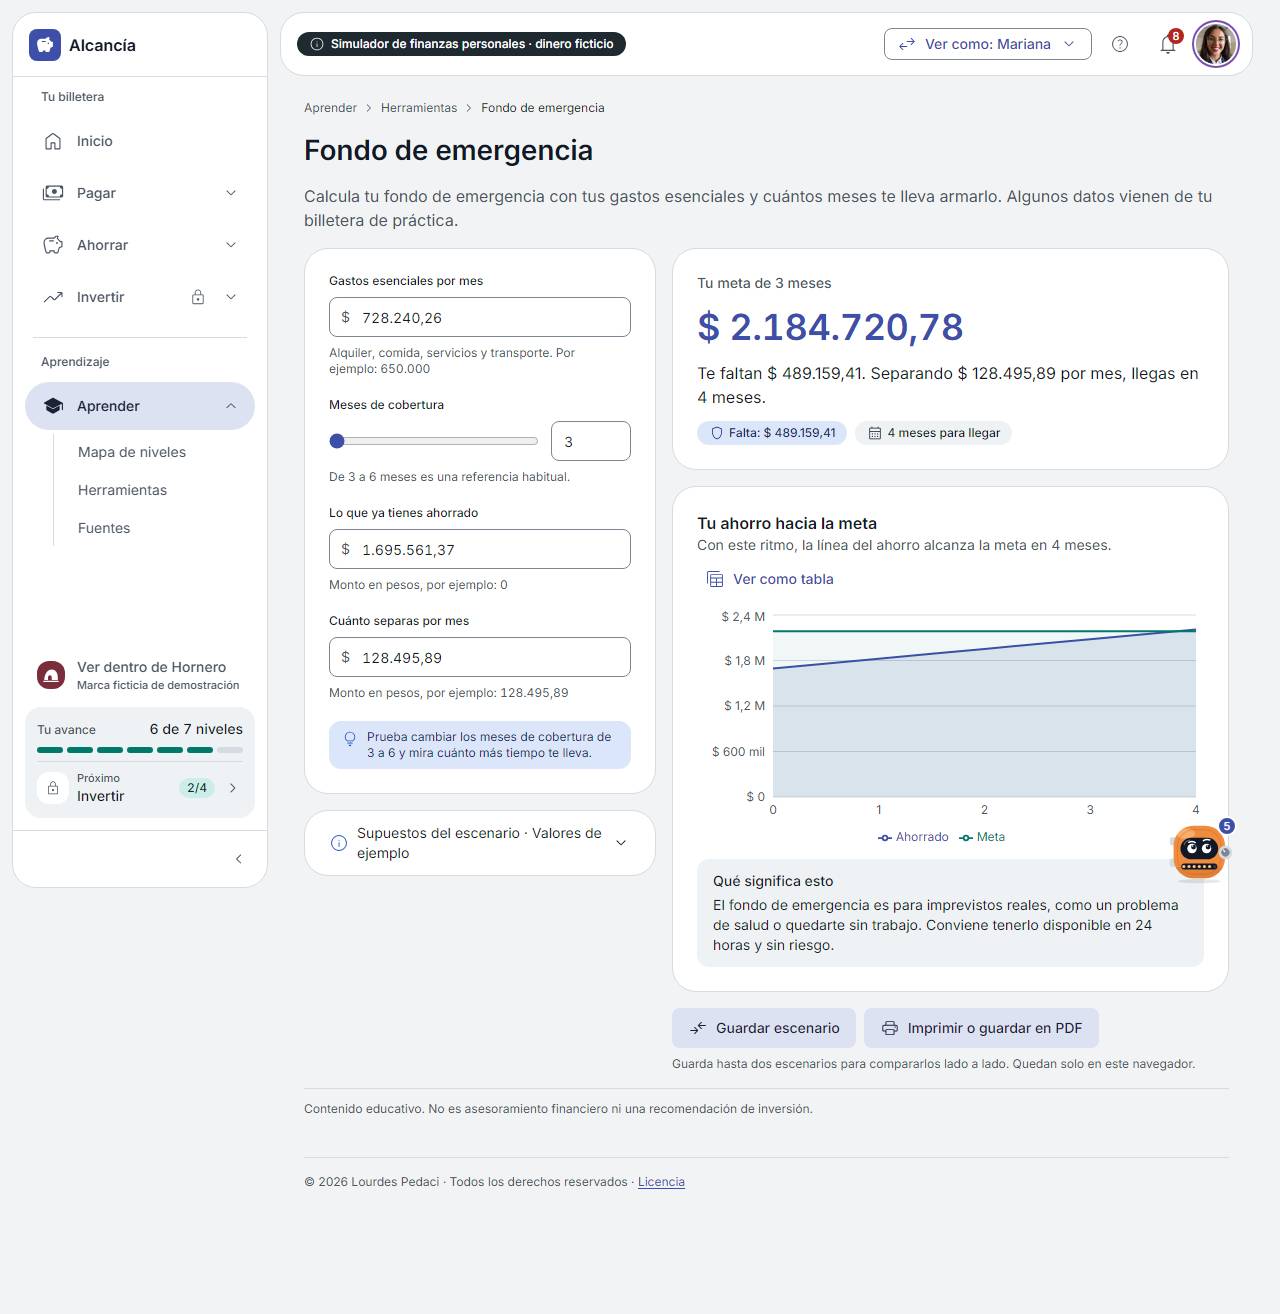 Alcancía
Simulador de finanzas personales · dinero ficticio
Ver como: Mariana
8
Tu billetera
Inicio
Pagar
Ahorrar
Invertir
Aprendizaje
Aprender
Mapa de niveles
Herramientas
Fuentes
Ver dentro de Hornero
Marca ficticia de demostración
Tu avance
6 de 7 niveles
Próximo
Invertir
2/4
Aprender
Herramientas
Fondo de emergencia
Fondo de emergencia
Calcula tu fondo de emergencia con tus gastos esenciales y cuántos meses te lleva armarlo. Algunos datos vienen de tu
billetera de práctica.
Gastos esenciales por mes
$ 728.240,26
Alquiler, comida, servicios y transporte. Por
ejemplo: 650.000
Meses de cobertura
3
De 3 a 6 meses es una referencia habitual.
Lo que ya tienes ahorrado
$ 1.695.561,37
Monto en pesos, por ejemplo: 0
Cuánto separas por mes
$ 128.495,89
Monto en pesos, por ejemplo: 128.495,89
Prueba cambiar los meses de cobertura de
3 a 6 y mira cuánto más tiempo te lleva.
Supuestos del escenario · Valores de
ejemplo
Tu meta de 3 meses
$ 2.184.720,78
Te faltan $ 489.159,41. Separando $ 128.495,89 por mes, llegas en
4 meses.
Falta: $ 489.159,41
4 meses para llegar
Tu ahorro hacia la meta
Con este ritmo, la línea del ahorro alcanza la meta en 4 meses.
Ver como tabla
$ 2,4 M
$ 1,8 M
$ 1,2 M
$ 600 mil
$ 0
0 1 2 3 4
Ahorrado Meta
5
Qué significa esto
El fondo de emergencia es para imprevistos reales, como un problema
de salud o quedarte sin trabajo. Conviene tenerlo disponible en 24
horas y sin riesgo.
Guardar escenario
Imprimir o guardar en PDF
Guarda hasta dos escenarios para compararlos lado a lado. Quedan solo en este navegador.
Contenido educativo. No es asesoramiento financiero ni una recomendación de inversión.
© 2026 Lourdes Pedaci · Todos los derechos reservados · Licencia